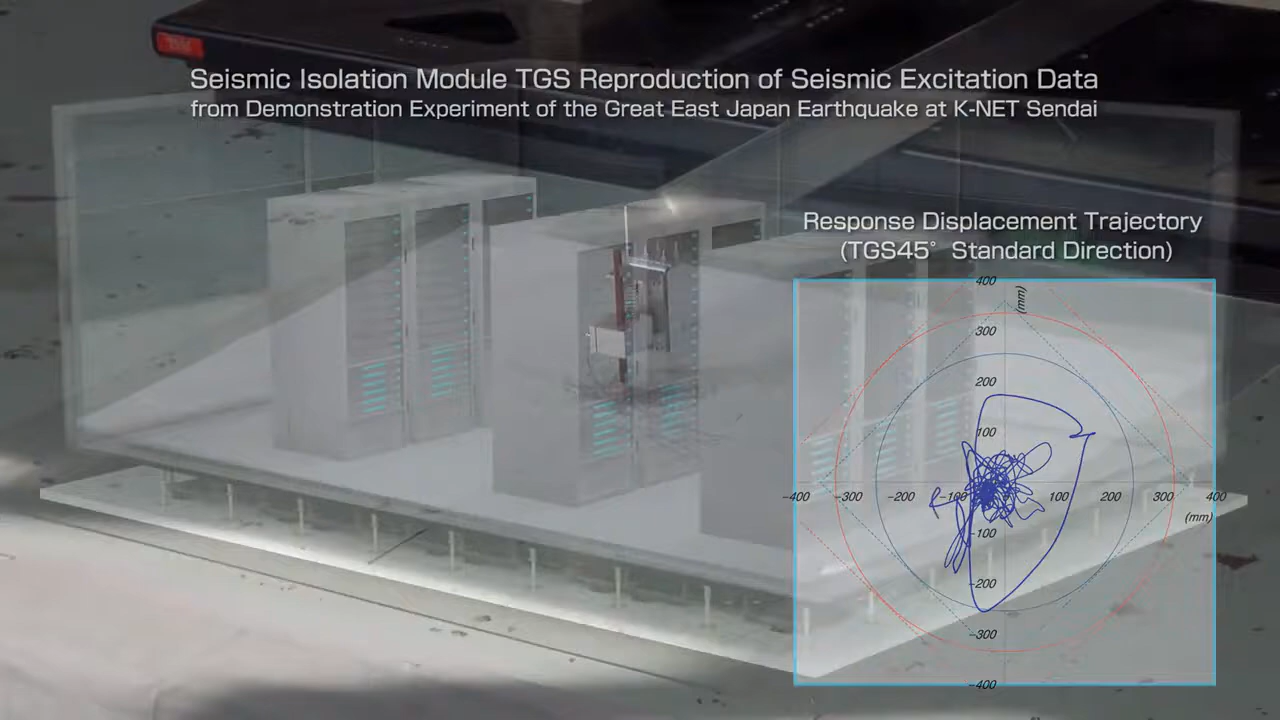 Seismic Isolation Module TGS Reproduction of Seismic Excitation Data
from Demonstration Experiment of the Great East Japan Earthquake at K-NET Sendai
Response Displacement Trajectory
(TGS45° Standard Direction)
400
(mm)
300
200
100
-400 -300 -200 -100 100 200 300 400
(mm)
-100
-200
-300
-400